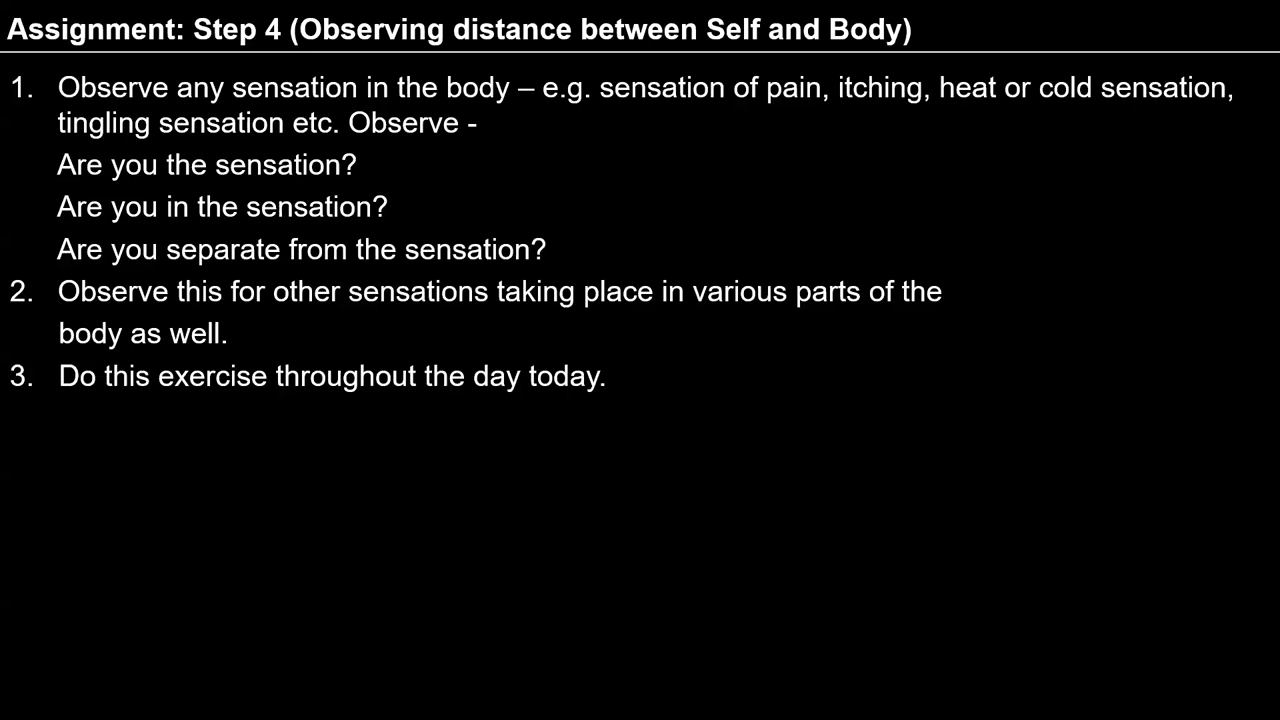 Assignment: Step 4 (Observing distance between Self and Body)
1. Observe any sensation in the body – e.g. sensation of pain, itching, heat or cold sensation,
tingling sensation etc. Observe -
Are you the sensation?
Are you in the sensation?
Are you separate from the sensation?
2. Observe this for other sensations taking place in various parts of the
body as well.
3. Do this exercise throughout the day today.